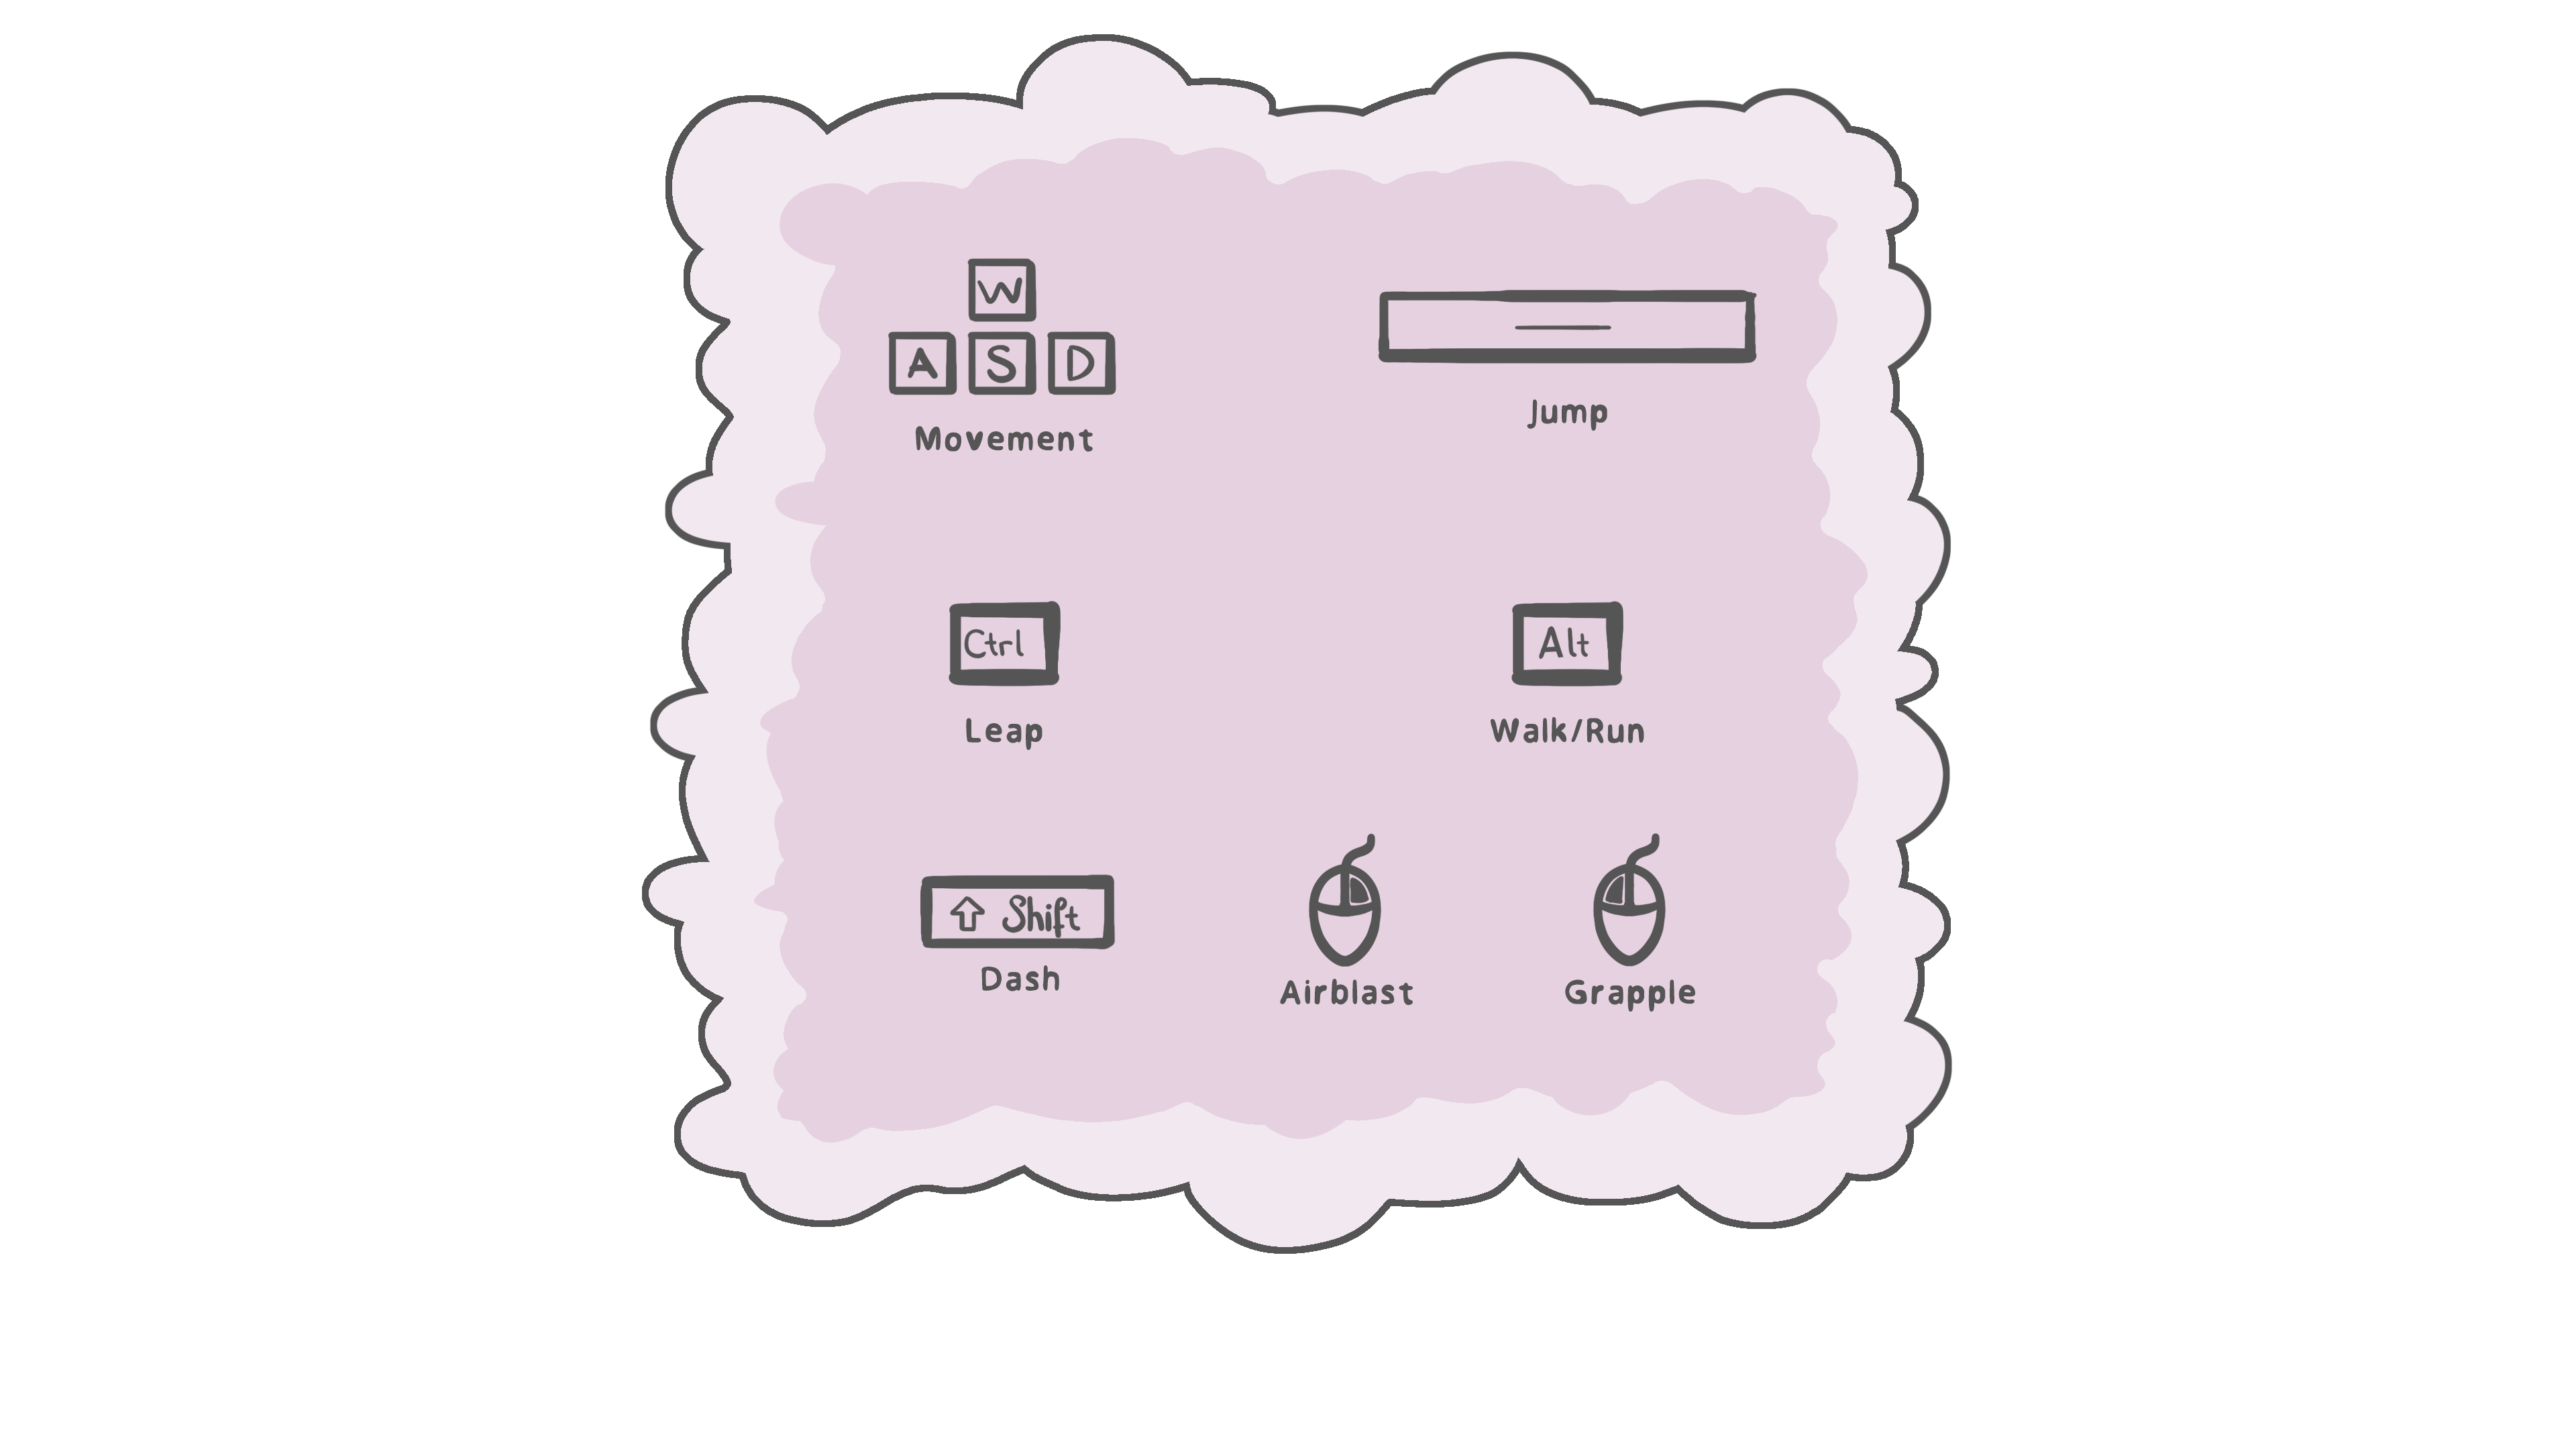 W
A S D
Movement
Jump
Ctrl
Leap
Alt
Walk/Run
Shift
Dash
Airblast
Grapple